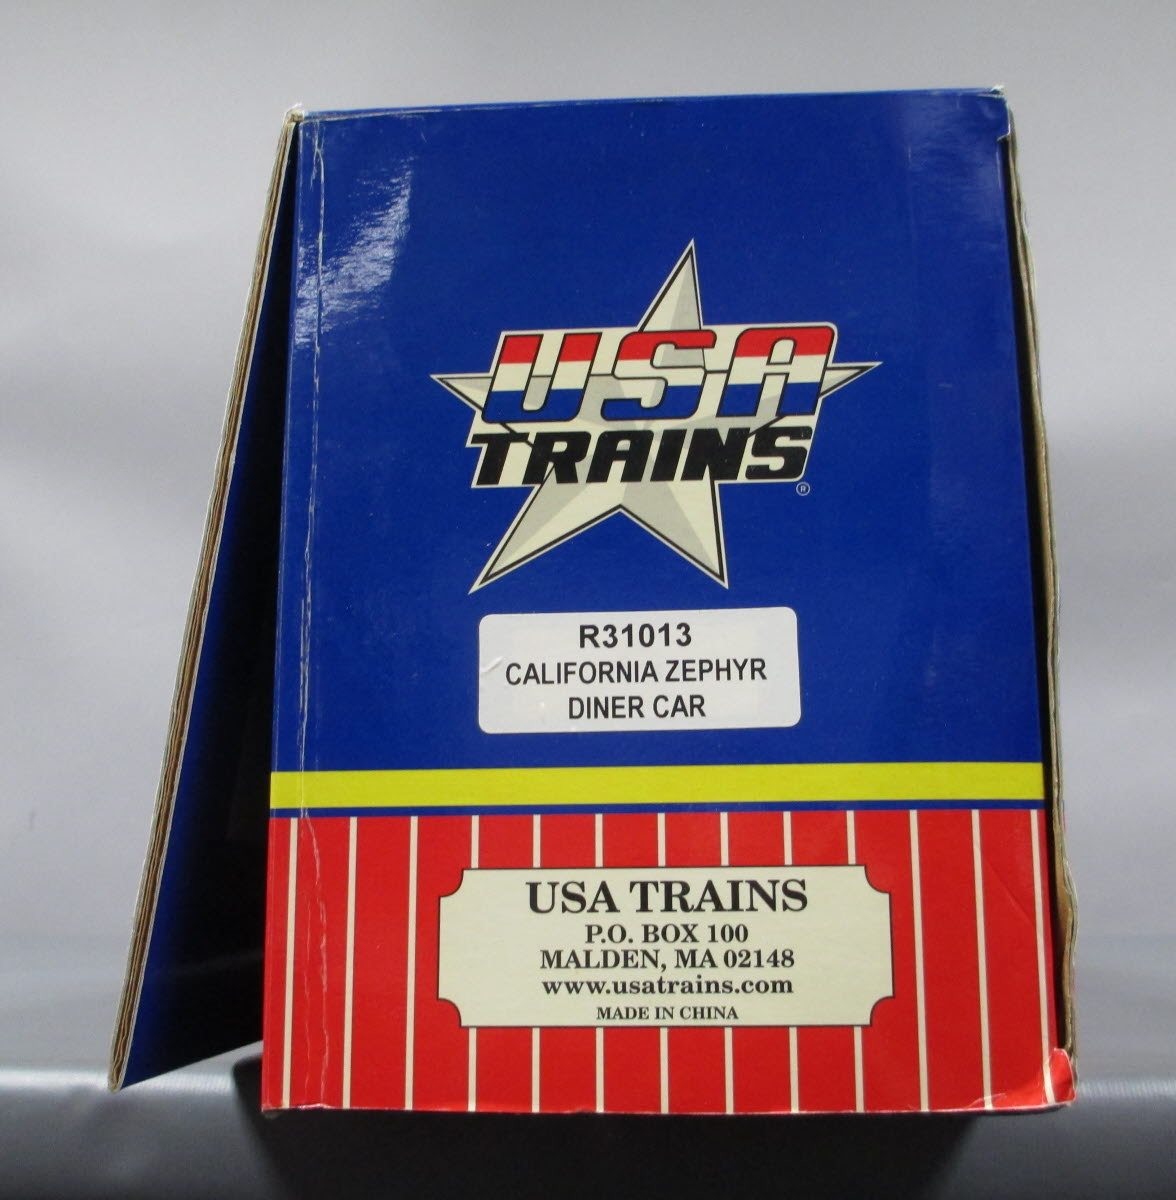 USA
TRAINS
®
R31013
CALIFORNIA ZEPHYR
DINER CAR
USA TRAINS
P.O. BOX 100
MALDEN, MA 02148
www.usatrains.com
MADE IN CHINA